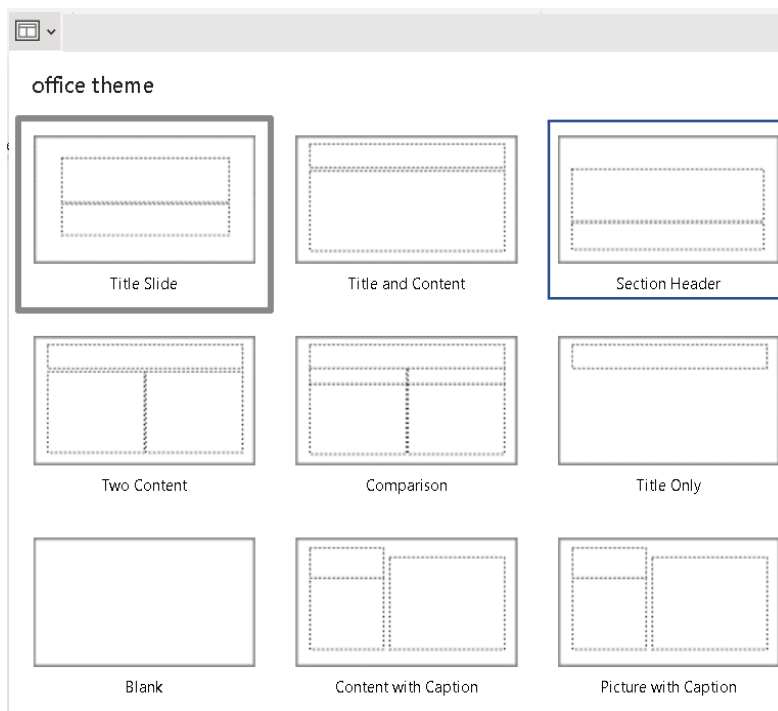 office theme
Title Slide
Title and Content
Section Header
Two Content
Comparison
Title Only
Blank
Content with Caption
Picture with Caption